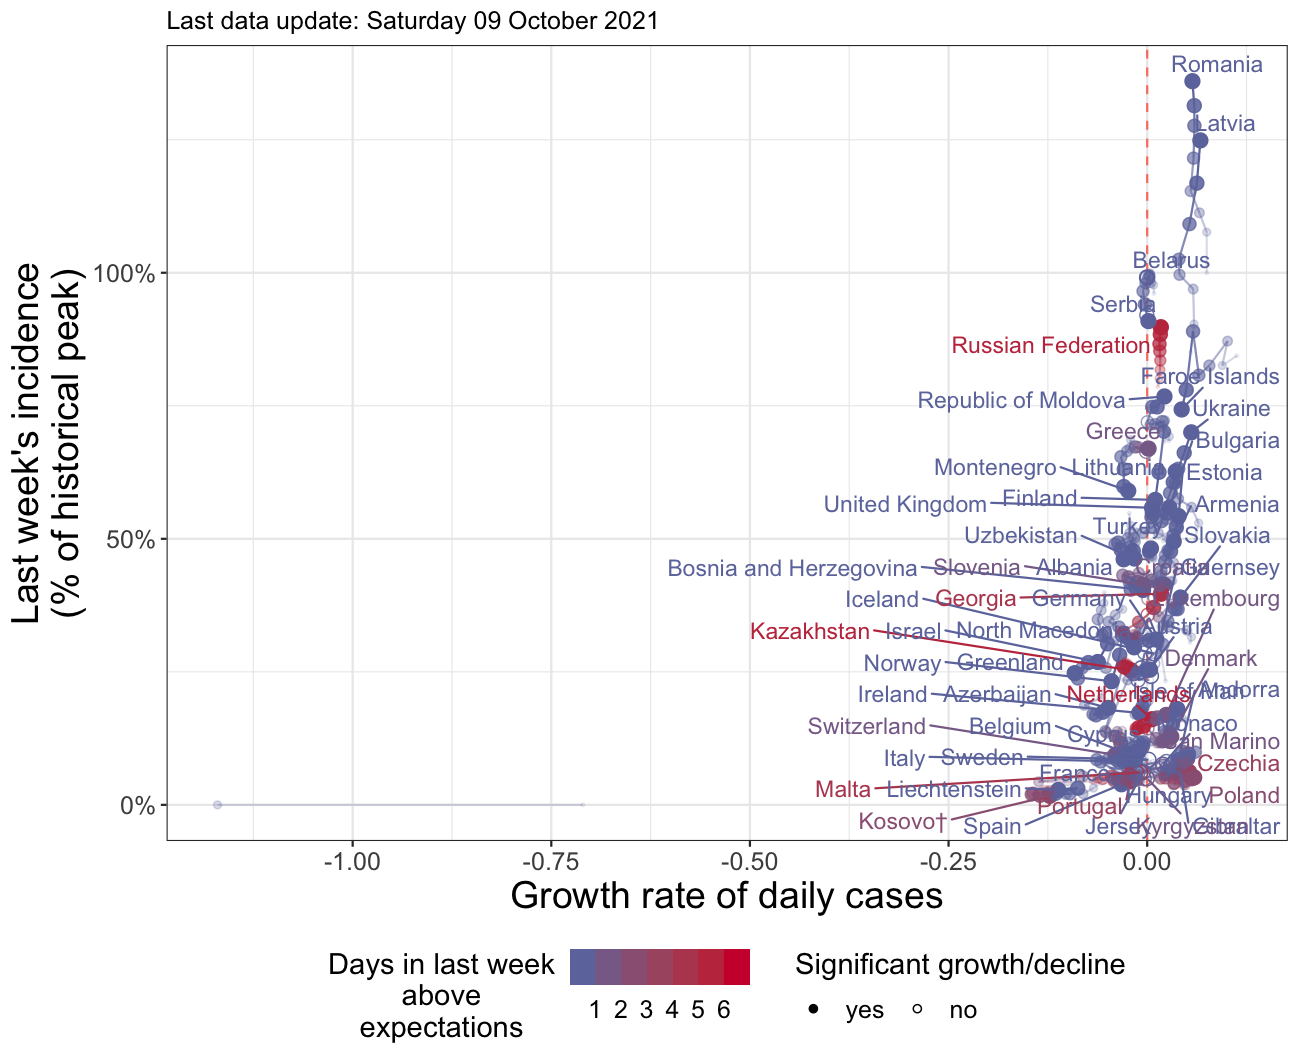 Last data update: Saturday 09 October 2021
Last week's incidence
(% of historical peak)
100%
50%
0%
Romania
Latvia
Belarus
Serbia
Russian Federation
Faroe Islands
Republic of Moldova
Ukraine
Greece
Bulgaria
Montenegro
Lithuania
Estonia
United Kingdom
Finland
Armenia
Uzbekistan
Turkey
Slovakia
Bosnia and Herzegovina
Slovenia
Albania
Croatia
Guernsey
Iceland
Georgia
Germany
Kazakhstan
Israel
North Macedonia
Austria
Norway
Greenland
Denmark
Ireland
Azerbaijan
Netherlands
Isle of Man
Andorra
Switzerland
Belgium
Cyprus
Monaco
San Marino
Italy
Sweden
France
Czechia
Malta
Liechtenstein
Portugal
Hungary
Poland
Kosovo†
Spain
Jersey
Kyrgyzstan
Gibraltar
-1.00
-0.75
-0.50
-0.25
0.00
Growth rate of daily cases
Days in last week
above
expectations
1 2 3 4 5 6
Significant growth/decline
yes
no